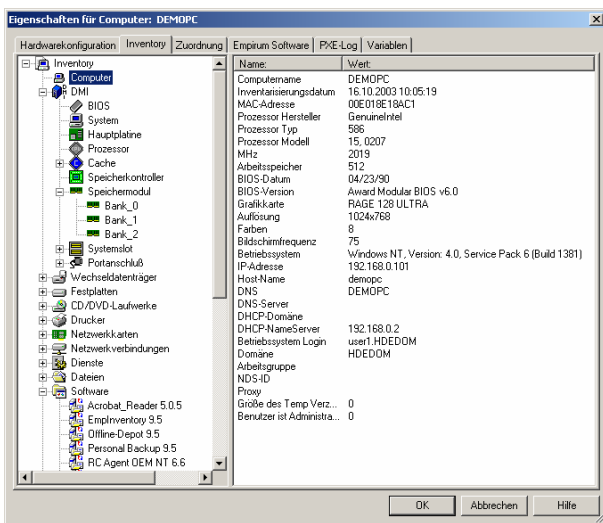 Eigenschaften für Computer: DEMOPC
Hardwarekonfiguration Inventory Zuordnung Empirum Software PXE-Log Variablen
Inventory
Computer
DMI
BIOS
System
Hauptplatine
Prozessor
Cache
Speicherkontroller
Speichermodul
Bank_0
Bank_1
Bank_2
Systemslot
Portanschluß
Wechseldatenträger
Festplatten
CD/DVD-Laufwerke
Drucker
Netzwerkkarten
Netzwerkverbindungen
Dienste
Dateien
Software
Acrobat_Reader 5.0.5
EmpInventory 9.5
Offline-Depot 9.5
Personal Backup 9.5
RC Agent OEM NT 6.6
Name: Wert:
Computername DEMOPC
Inventarisierungsdatum 16.10.2003 10:05:19
MAC-Adresse 00E018E18AC1
Prozessor Hersteller GenuineIntel
Prozessor Typ 586
Prozessor Modell 15, 0207
MHz 2019
Arbeitsspeicher 512
BIOS-Datum 04/23/90
BIOS-Version Award Modular BIOS v6.0
Grafikkarte RAGE 128 ULTRA
Auflösung 1024x768
Farben 8
Bildschirmfrequenz 75
Betriebssystem Windows NT, Version: 4.0, Service Pack 6 (Build 1381)
IP-Adresse 192.168.0.101
Host-Name demopc
DNS DEMOPC
DNS-Server
DHCP-Domäne
DHCP-NameServer 192.168.0.2
Betriebssystem Login user1.HDEDOM
Domäne HDEDOM
Arbeitsgruppe
NDS-ID
Proxy
Größe des Temp Verz... 0
Benutzer ist Administra... 0
OK Abbrechen Hilfe